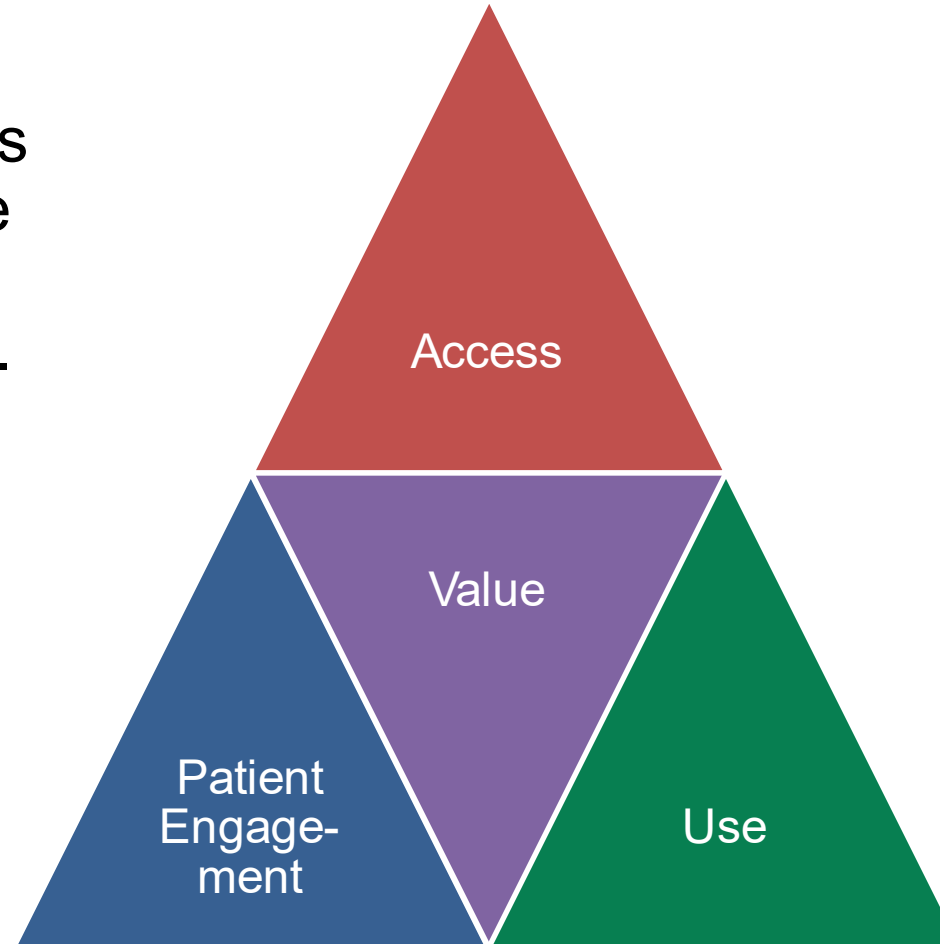 s
e
.
Access
Value
Patient
Engage-
ment
Use